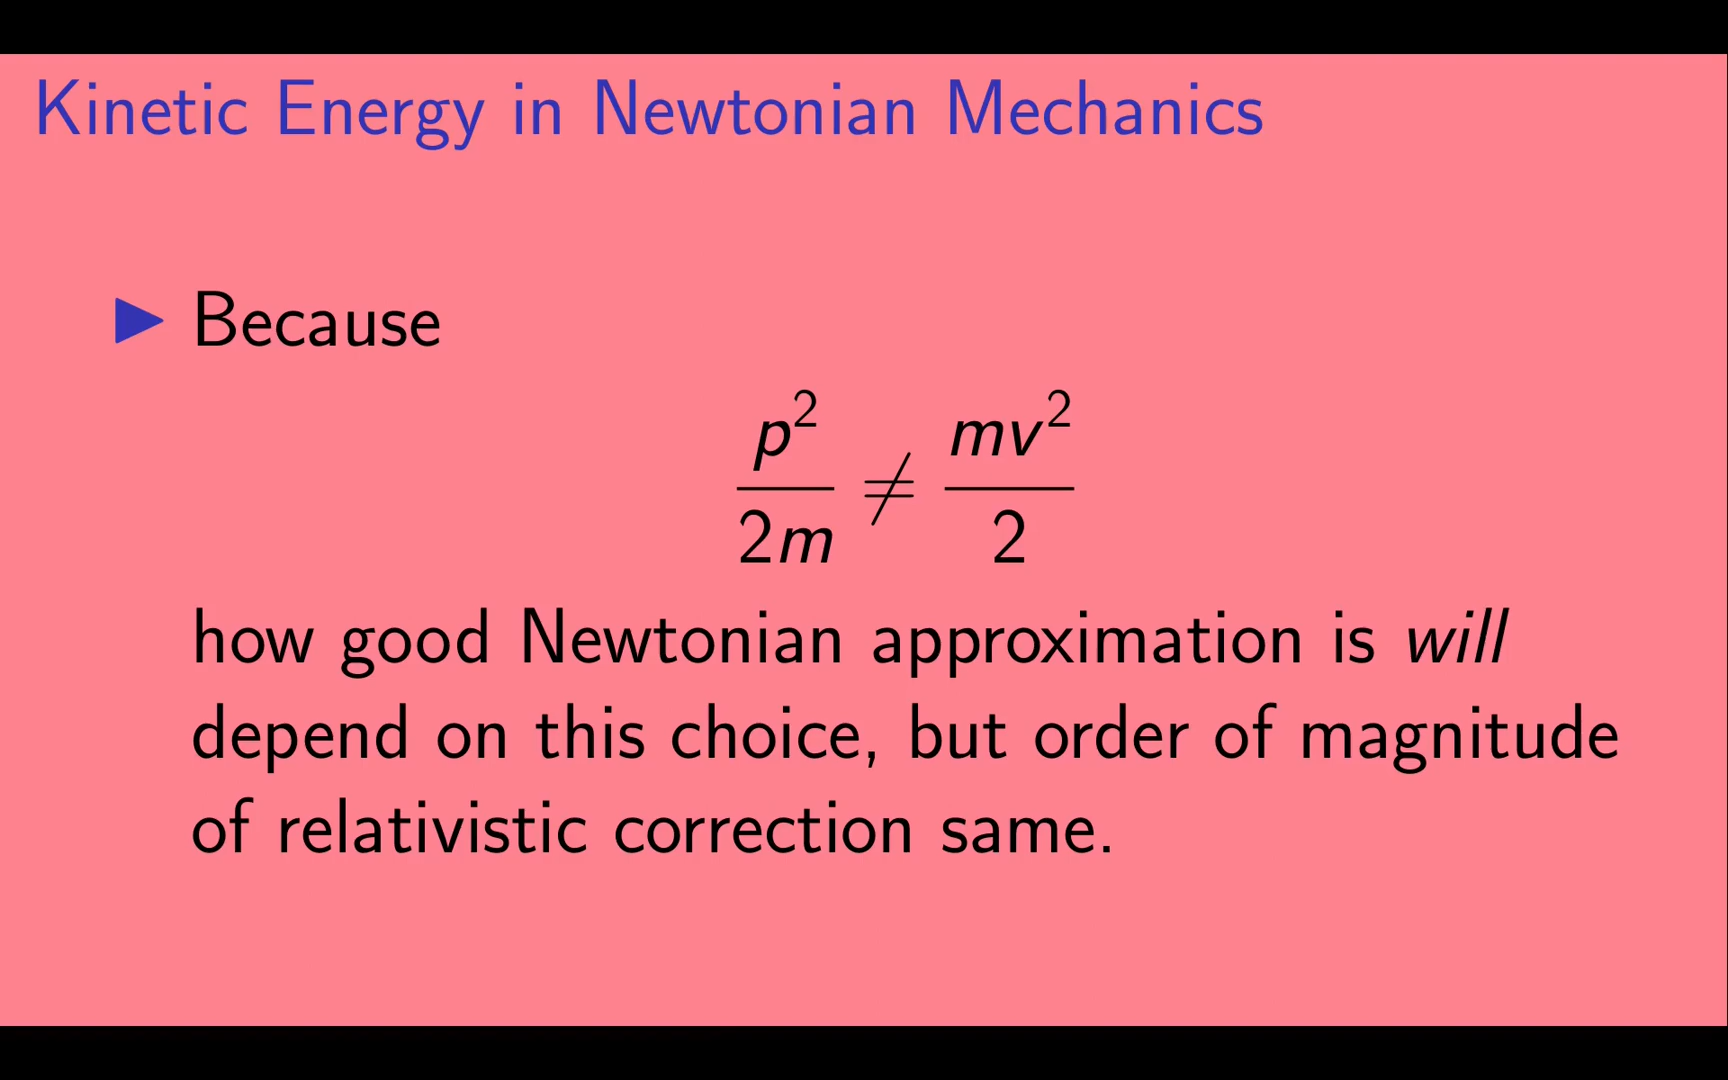 Kinetic Energy in Newtonian Mechanics
▶ Because
p²/2m ≠ mv²/2
how good Newtonian approximation is will
depend on this choice, but order of magnitude
of relativistic correction same.